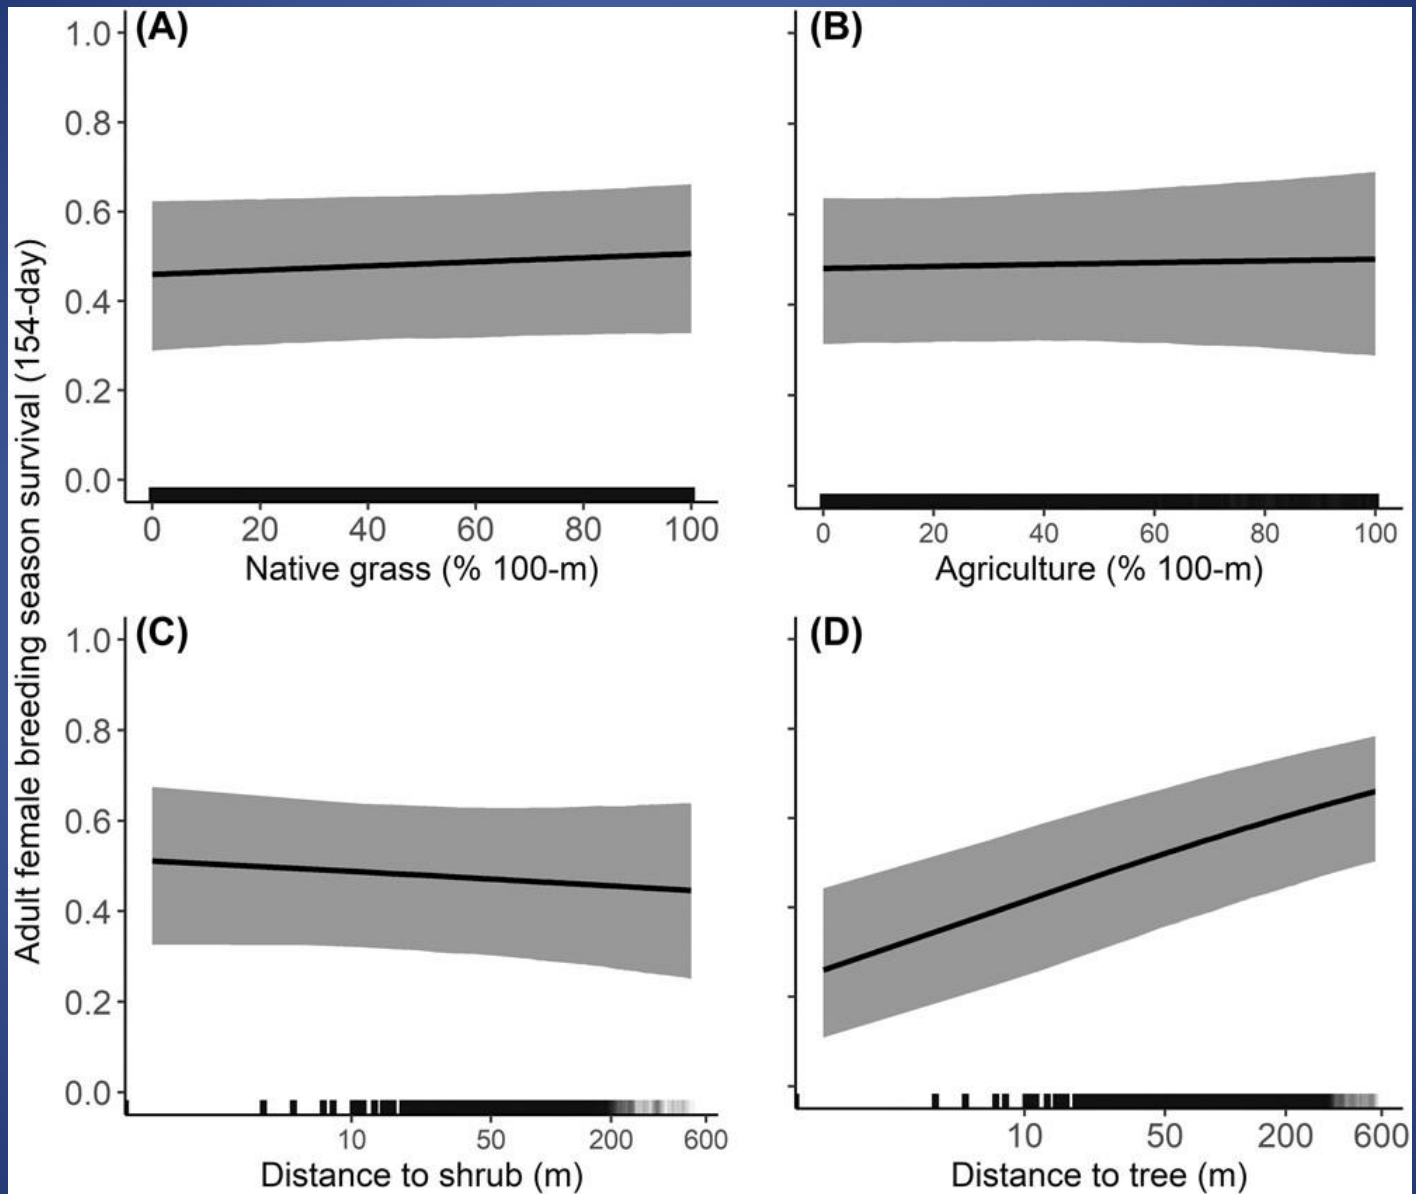 Adult female breeding season survival (154-day)
(A)
1.0
0.8
0.6
0.4
0.2
0.0
0 20 40 60 80 100
Native grass (% 100-m)
(B)
0 20 40 60 80 100
Agriculture (% 100-m)
(C)
1.0
0.8
0.6
0.4
0.2
0.0
10 50 200 600
Distance to shrub (m)
(D)
10 50 200 600
Distance to tree (m)